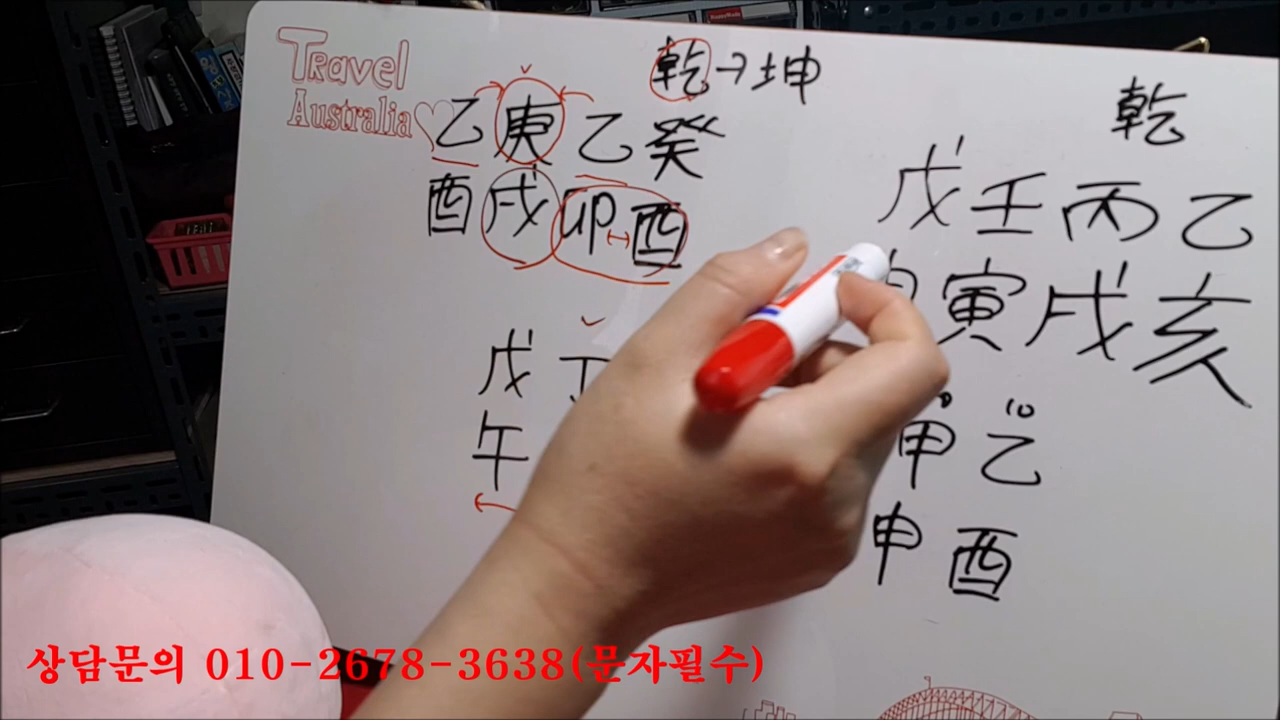 Travel
Australia
乾→坤
乙庚乙癸
酉戌卯酉
乾
戊壬丙乙
寅戌亥
戊
午
10
甲乙
申酉
상담문의 010-2678-3638(문자필수)